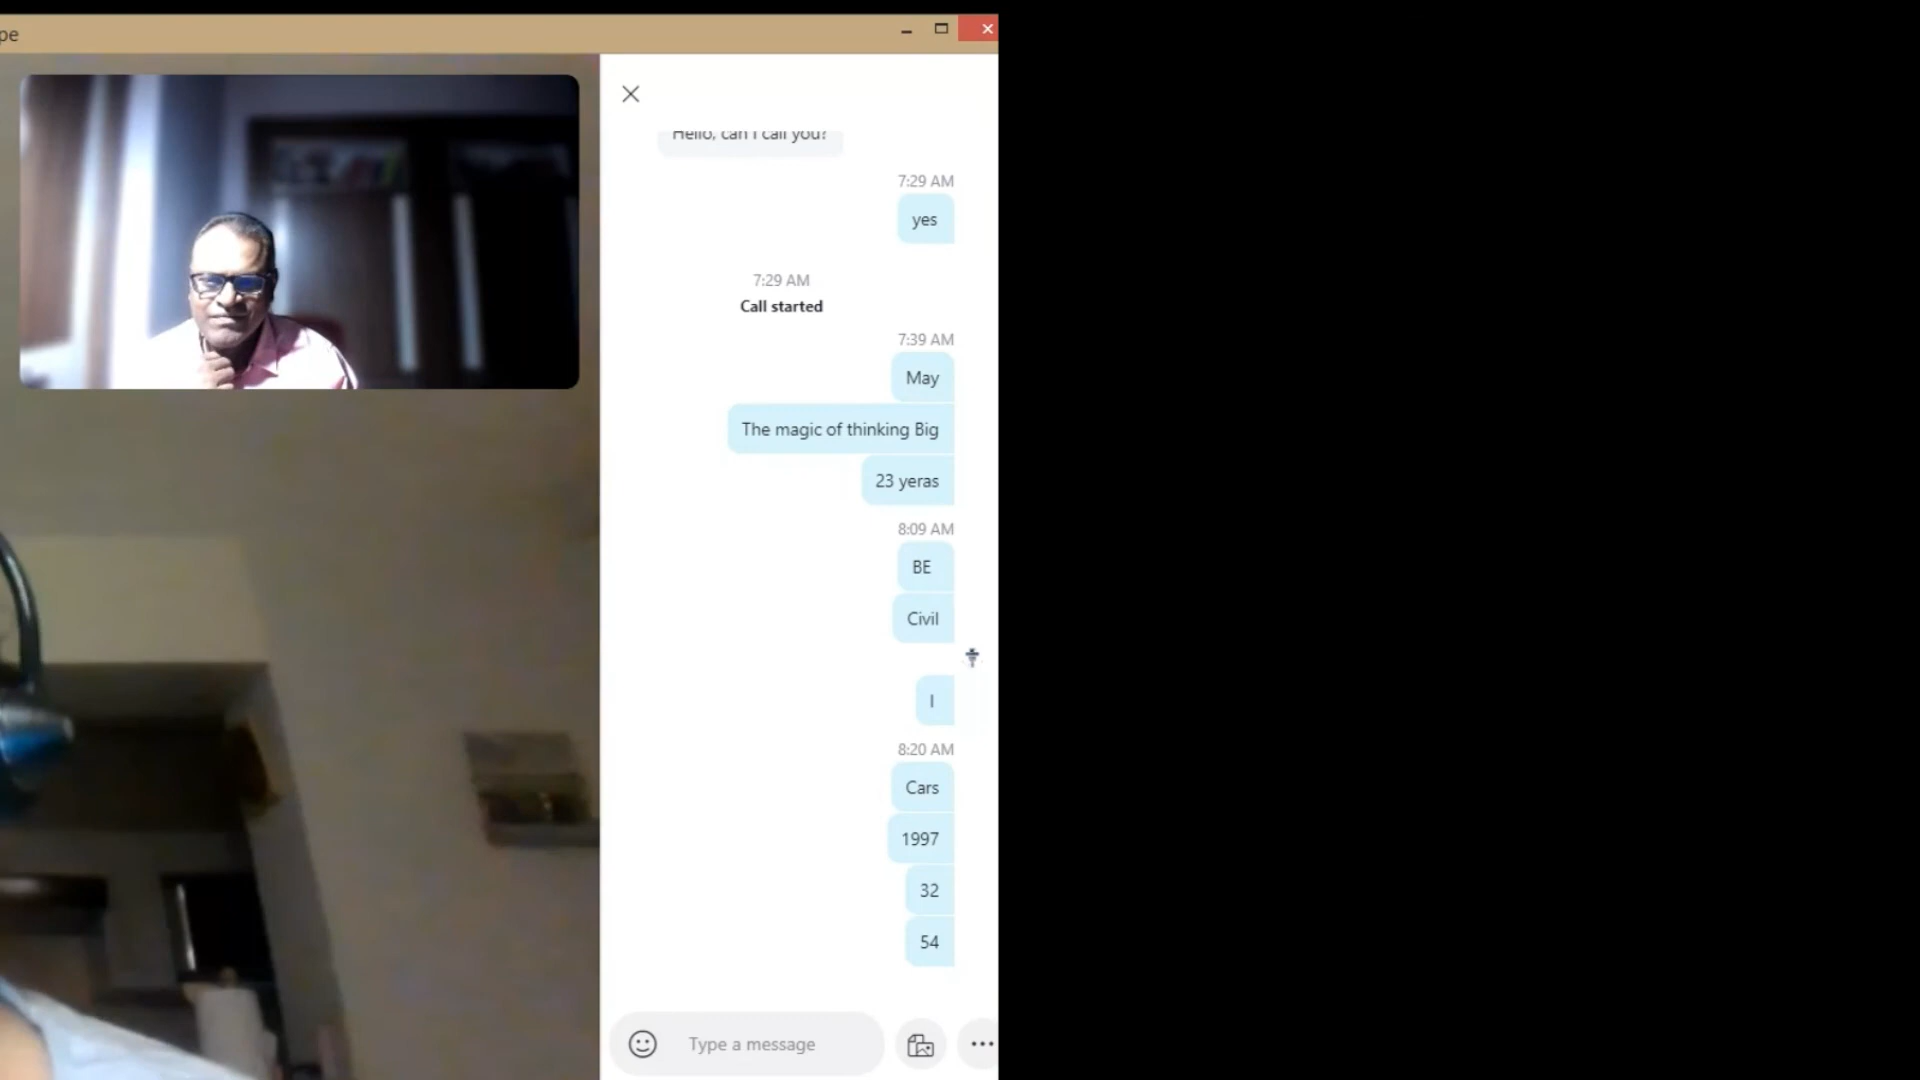 pe
Hello, can I call you?
7:29 AM
yes
7:29 AM
Call started
7:39 AM
May
The magic of thinking Big
23 yeras
8:09 AM
BE
Civil
I
8:20 AM
Cars
1997
32
54
Type a message